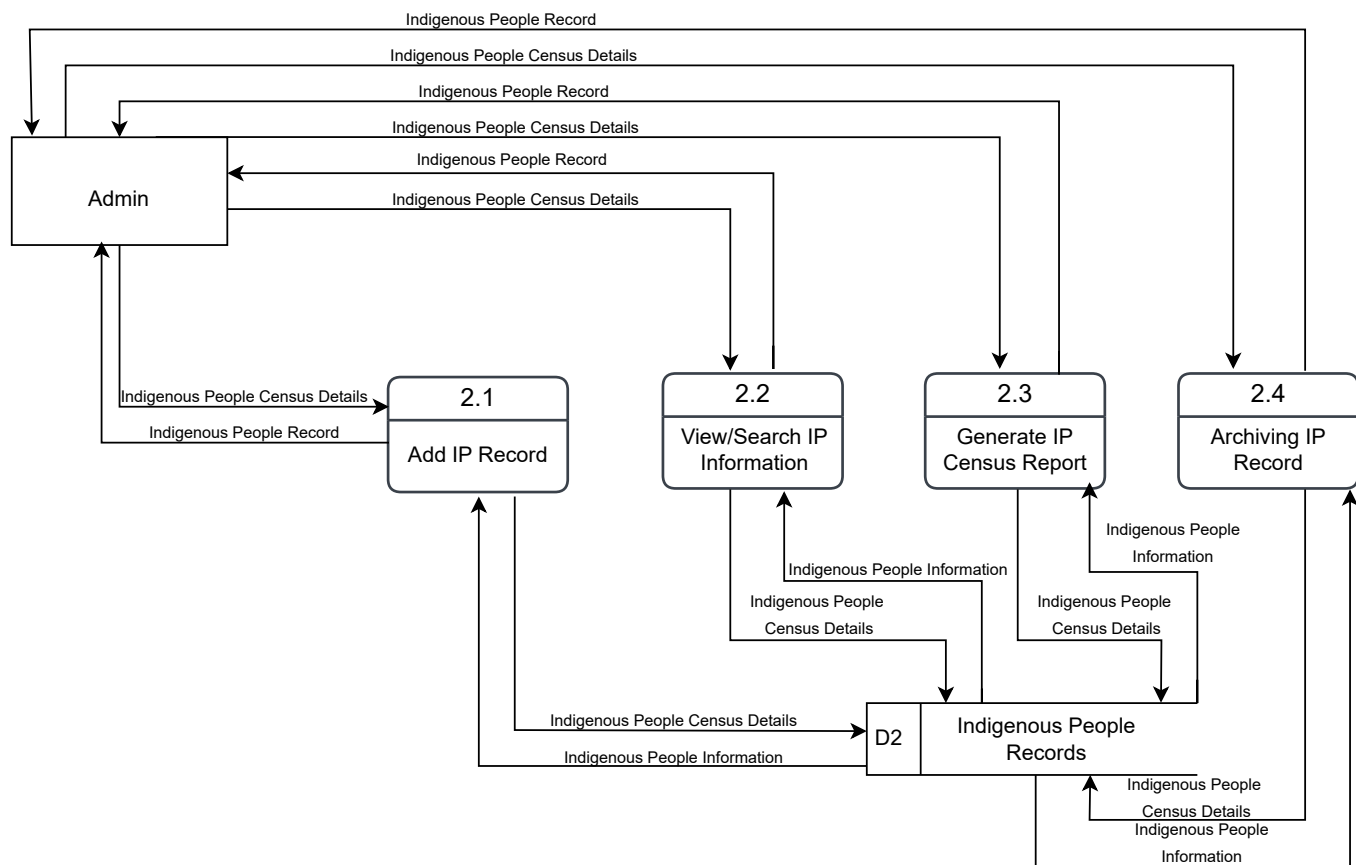 Indigenous People Record
Indigenous People Census Details
Indigenous People Record
Indigenous People Census Details
Indigenous People Record
Admin
Indigenous People Census Details
2.1
2.2
2.3
2.4
Indigenous People Census Details
Indigenous People Record
Add IP Record
View/Search IP
Information
Generate IP
Census Report
Archiving IP
Record
Indigenous People
Information
Indigenous People Information
Indigenous People
Census Details
Indigenous People
Census Details
Indigenous People Census Details
Indigenous People Information
D2
Indigenous People
Records
Indigenous People
Census Details
Indigenous People
Information